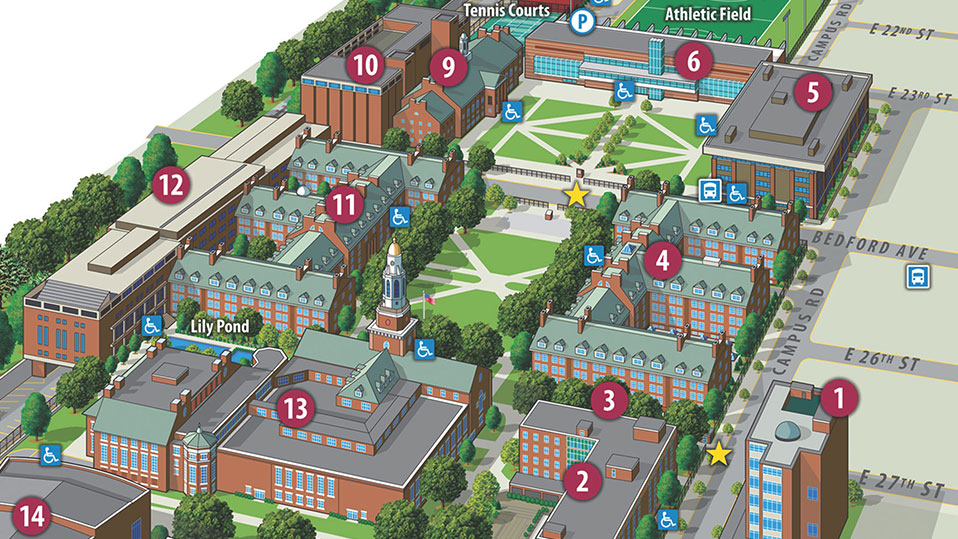 Tennis Courts
P
Athletic Field
CAMPUS RD
E 22ND ST
E 23RD ST
10
9
6
5
12
11
4
BEDFORD AVE
Lily Pond
CAMPUS RD
E 26TH ST
13
3
1
2
E 27TH ST
14